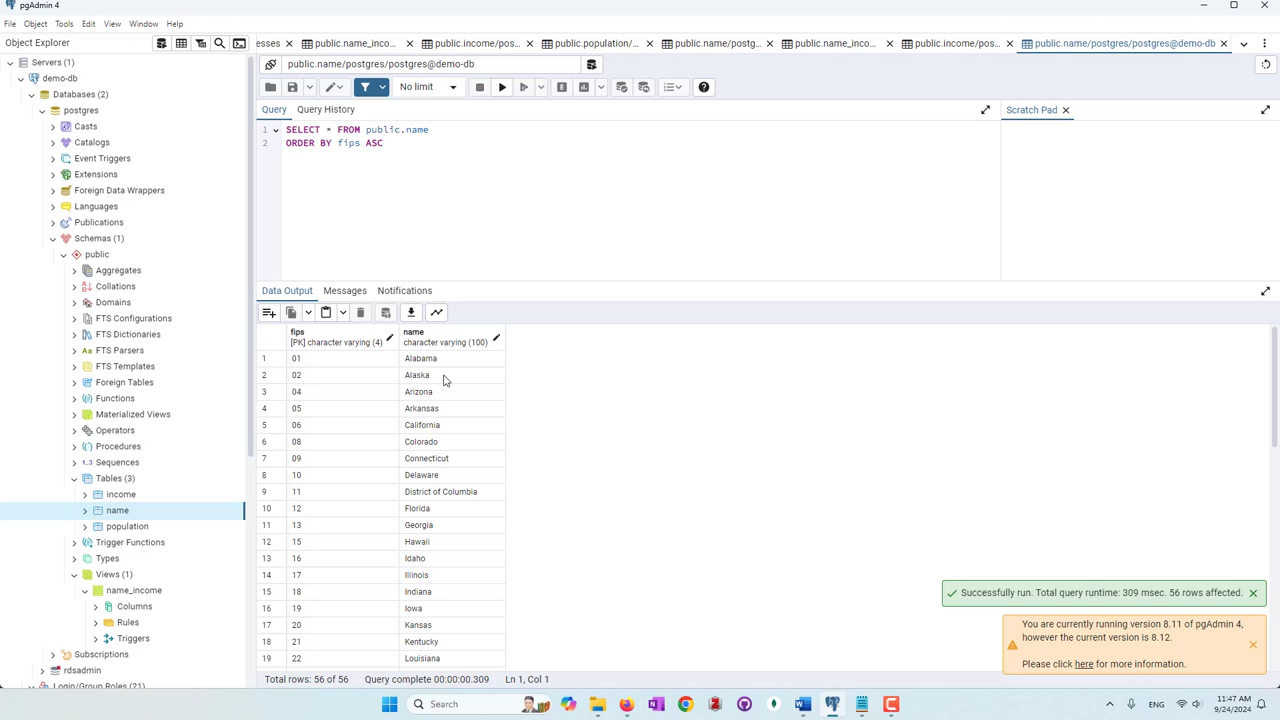 pgAdmin 4
File Object Tools Edit View Window Help
Object Explorer
esses public.name_inco... public.income/pos... public.population/... public.name/postg... public.name_inco... public.income/pos... public.name/postgres/postgres@demo-db
Servers (1)
demo-db
Databases (2)
postgres
Casts
Catalogs
Event Triggers
Extensions
Foreign Data Wrappers
Languages
Publications
Schemas (1)
public
Aggregates
Collations
Domains
FTS Configurations
FTS Dictionaries
Aa FTS Parsers
FTS Templates
Foreign Tables
Functions
Materialized Views
Operators
Procedures
1..3 Sequences
Tables (3)
income
name
population
Trigger Functions
Types
Views (1)
name_income
Columns
Rules
Triggers
Subscriptions
rdsadmin
Login/Group Roles (21)
public.name/postgres/postgres@demo-db
No limit
Query Query History
Scratch Pad
1 SELECT * FROM public.name
2 ORDER BY fips ASC
Data Output Messages Notifications
fips name
[PK] character varying (4) character varying (100)
1 01 Alabama
2 02 Alaska
3 04 Arizona
4 05 Arkansas
5 06 California
6 08 Colorado
7 09 Connecticut
8 10 Delaware
9 11 District of Columbia
10 12 Florida
11 13 Georgia
12 15 Hawaii
13 16 Idaho
14 17 Illinois
15 18 Indiana
16 19 Iowa
17 20 Kansas
18 21 Kentucky
19 22 Louisiana
Successfully run. Total query runtime: 309 msec. 56 rows affected.
You are currently running version 8.11 of pgAdmin 4,
however the current version is 8.12.
Please click here for more information.
Total rows: 56 of 56 Query complete 00:00:00.309 Ln 1, Col 1
Search
ENG
11:47 AM
9/24/2024